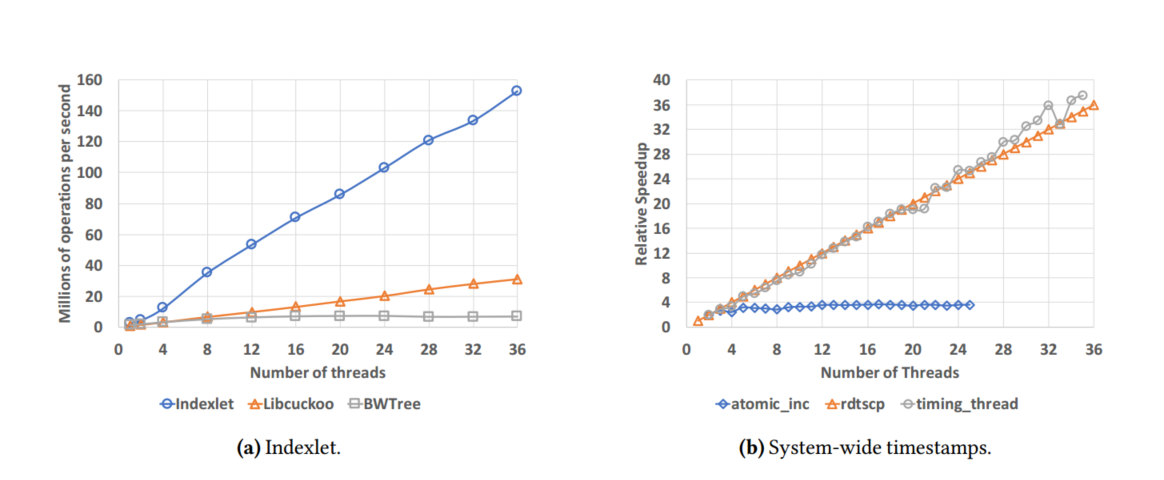 160
140
120
100
80
60
40
20
0
Millions of operations per second
0 2 4 8 12 16 20 24 28 32 36
Number of threads
Indexlet Libcuckoo BWTree
(a) Indexlet.
40
36
32
28
24
20
16
12
8
4
0
Relative Speedup
0 4 8 12 16 20 24 28 32 36
Number of Threads
atomic_inc rdtscp timing_thread
(b) System-wide timestamps.